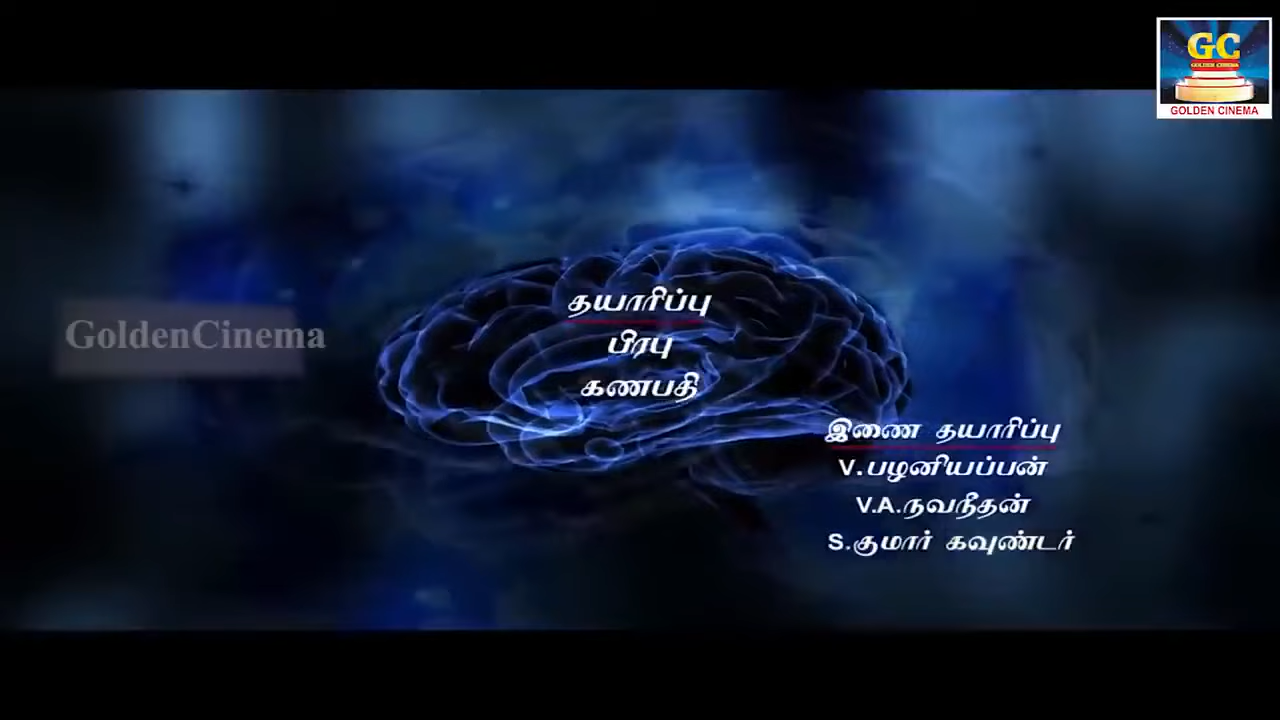 GC
GOLDEN CINEMA
GOLDEN CINEMA
GoldenCinema
தயாரிப்பு
பிரபு
கணபதி
இணை தயாரிப்பு
V.பழனியப்பன்
V.A.நவநீதன்
S.குமார் கவுண்டர்